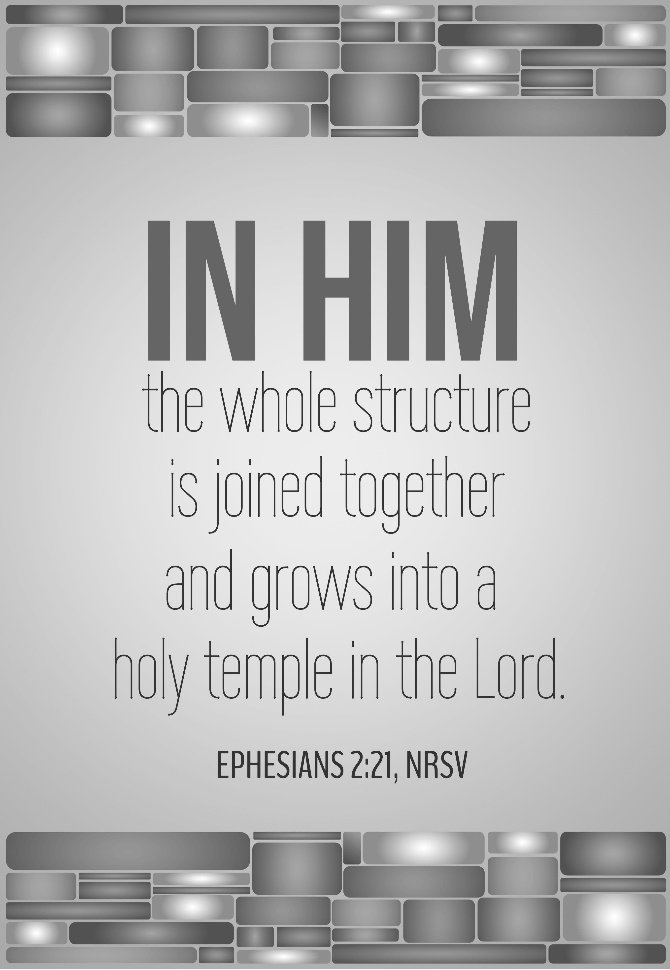 IN HIM
the whole structure
is joined together
and grows into a
holy temple in the Lord.
EPHESIANS 2:21, NRSV